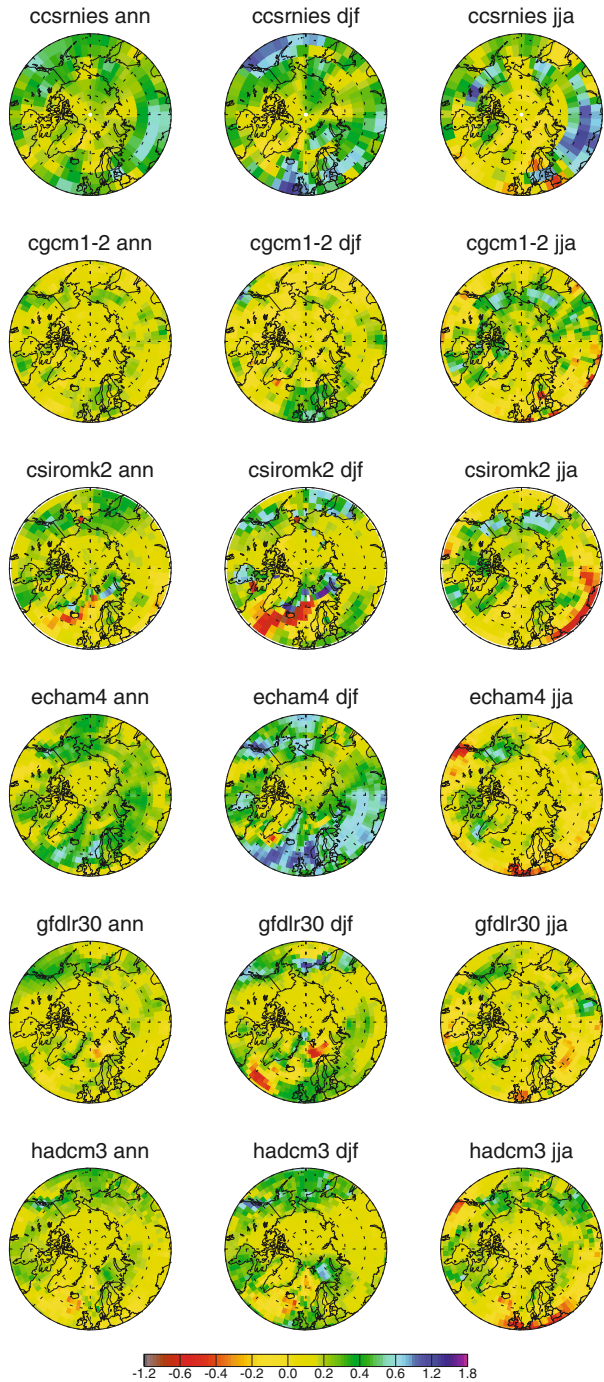 ccsrnies ann ccsrnies djf ccsrnies jja
cgcm1-2 ann cgcm1-2 djf cgcm1-2 jja
csiromk2 ann csiromk2 djf csiromk2 jja
echam4 ann echam4 djf echam4 jja
gfdlr30 ann gfdlr30 djf gfdlr30 jja
hadcm3 ann hadcm3 djf hadcm3 jja
-1.2 -0.6 -0.4 -0.2 0.0 0.2 0.4 0.6 1.2 1.8